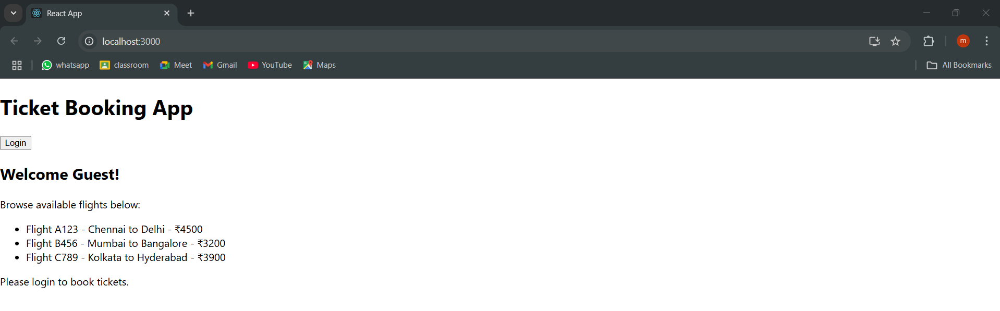 React App
localhost:3000
m
whatsapp classroom Meet Gmail YouTube Maps All Bookmarks
Ticket Booking App
Login
Welcome Guest!
Browse available flights below:
Flight A123 - Chennai to Delhi - ₹4500
Flight B456 - Mumbai to Bangalore - ₹3200
Flight C789 - Kolkata to Hyderabad - ₹3900
Please login to book tickets.